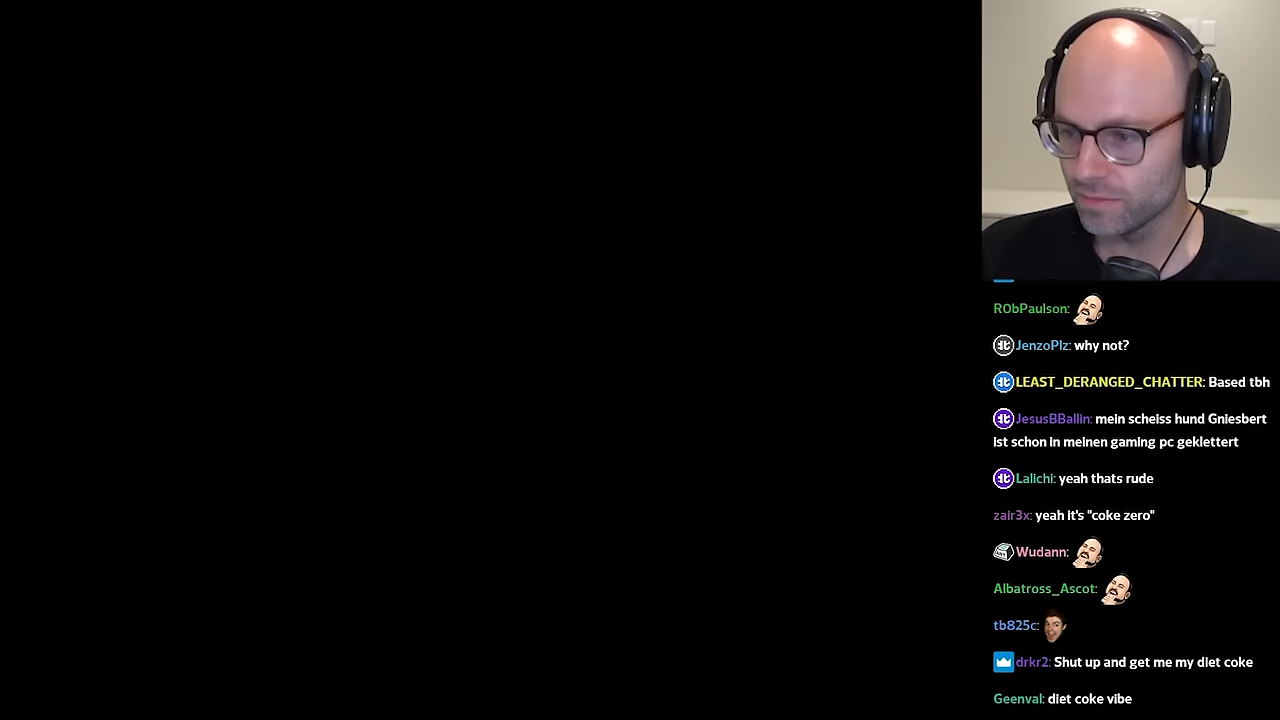 R0bPaulson:
JenzoPlz: why not?
LEAST_DERANGED_CHATTER: Based tbh
JesusBBallin: mein scheiss hund Gniesbert
ist schon in meinen gaming pc geklettert
Lalichi: yeah thats rude
zair3x: yeah it's "coke zero"
Wudann:
Albatross_Ascot:
tb825c:
drkr2: Shut up and get me my diet coke
Geenval: diet coke vibe